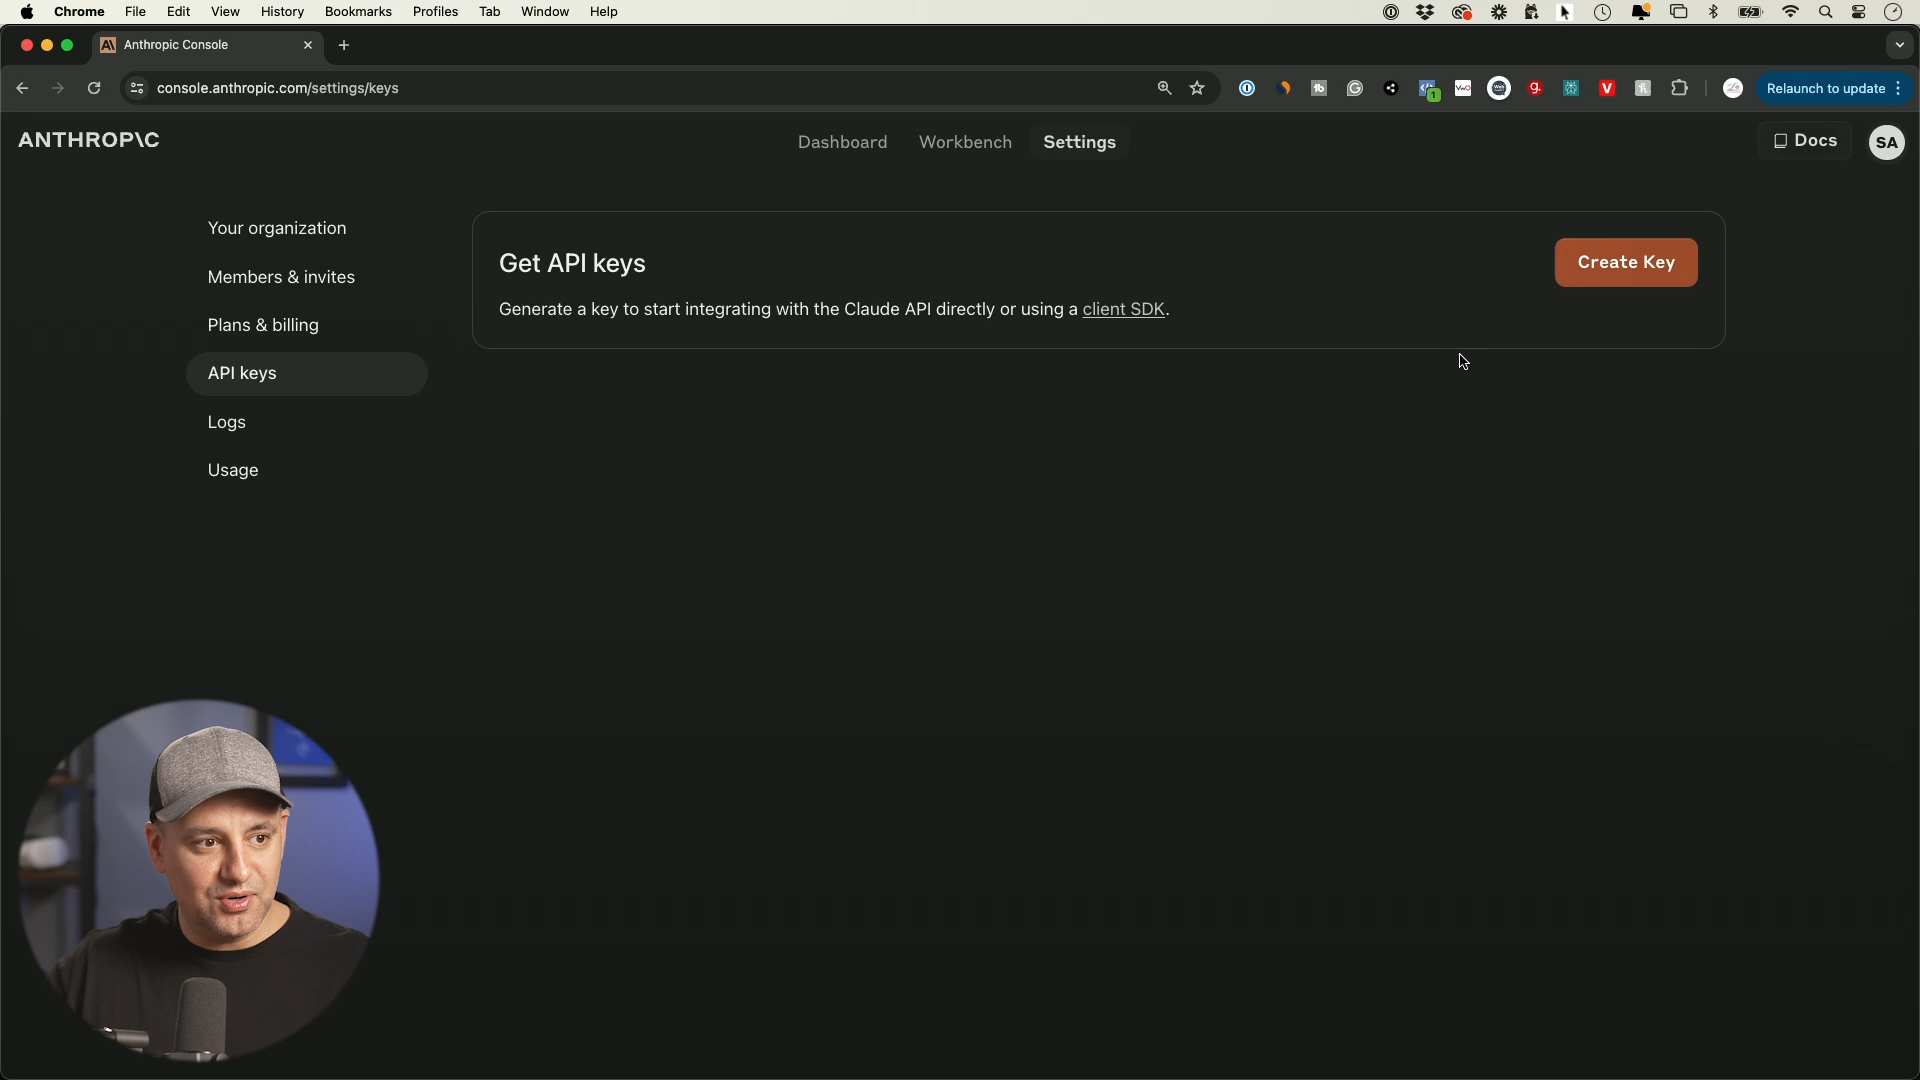 Chrome File Edit View History Bookmarks Profiles Tab Window Help
Anthropic Console
console.anthropic.com/settings/keys
1
Relaunch to update
ANTHROP\C
Dashboard Workbench Settings
Docs
SA
Your organization
Members & invites
Plans & billing
API keys
Logs
Usage
Get API keys
Create Key
Generate a key to start integrating with the Claude API directly or using a client SDK.